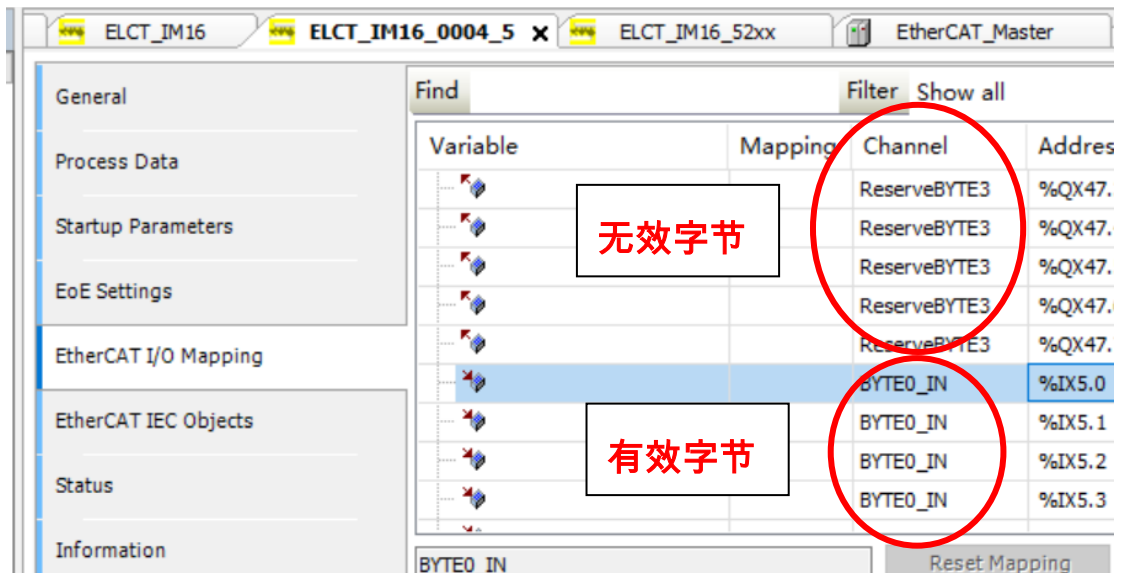 ELCT_IM16 ELCT_IM16_0004_5 x ELCT_IM16_52xx EtherCAT_Master
General
Process Data
Startup Parameters
EoE Settings
EtherCAT I/O Mapping
EtherCAT IEC Objects
Status
Information
Find Filter Show all
Variable Mapping Channel Addres
ReserveBYTE3 %QX47.
ReserveBYTE3 %QX47.
ReserveBYTE3 %QX47.
ReserveBYTE3 %QX47.
ReserveBYTE3 %QX47.
无效字节
BYTE0_IN %IX5.0
BYTE0_IN %IX5.1
BYTE0_IN %IX5.2
BYTE0_IN %IX5.3
有效字节
BYTE0_IN Reset Mapping